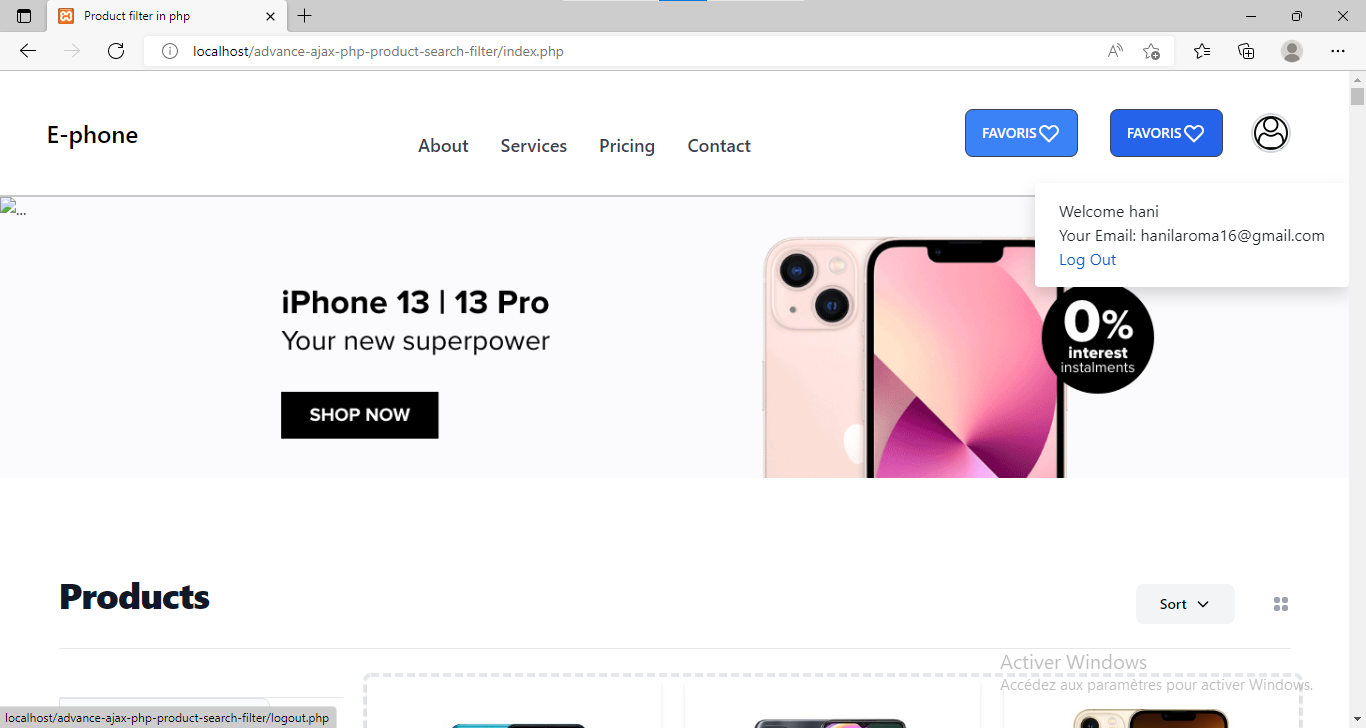 Product filter in php
localhost/advance-ajax-php-product-search-filter/index.php
E-phone
About Services Pricing Contact
FAVORIS FAVORIS
...
Welcome hani
Your Email: hanilaroma16@gmail.com
Log Out
iPhone 13 | 13 Pro
Your new superpower
SHOP NOW
0%
interest
instalments
Products
Sort
Activer Windows
Accédez aux paramètres pour activer Windows.
localhost/advance-ajax-php-product-search-filter/logout.php